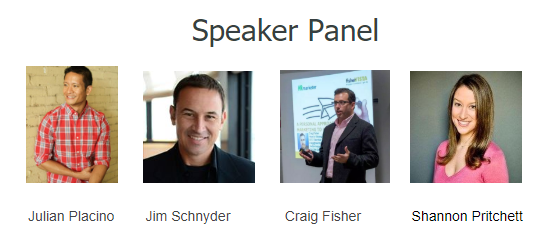 Speaker Panel
Julian Placino
Jim Schnyder
Craig Fisher
Shannon Pritchett